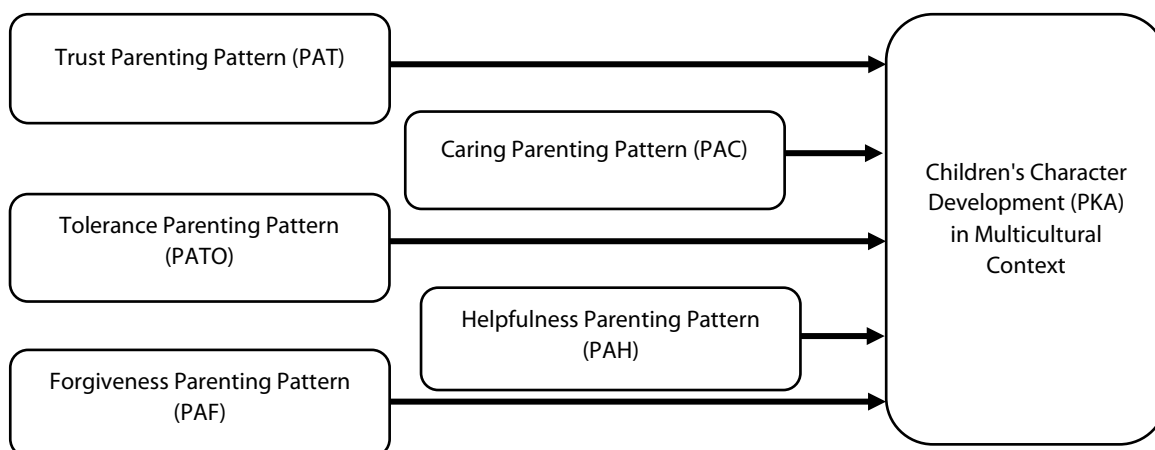 Trust Parenting Pattern (PAT)
Caring Parenting Pattern (PAC)
Tolerance Parenting Pattern
(PATO)
Helpfulness Parenting Pattern
(PAH)
Forgiveness Parenting Pattern
(PAF)
Children's Character
Development (PKA)
in Multicultural
Context